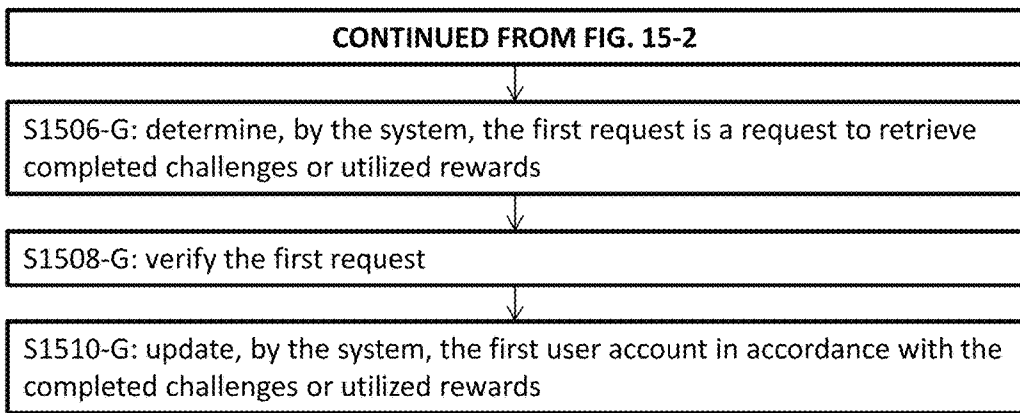 CONTINUED FROM FIG. 15-2
S1506-G: determine, by the system, the first request is a request to retrieve
completed challenges or utilized rewards
S1508-G: verify the first request
S1510-G: update, by the system, the first user account in accordance with the
completed challenges or utilized rewards